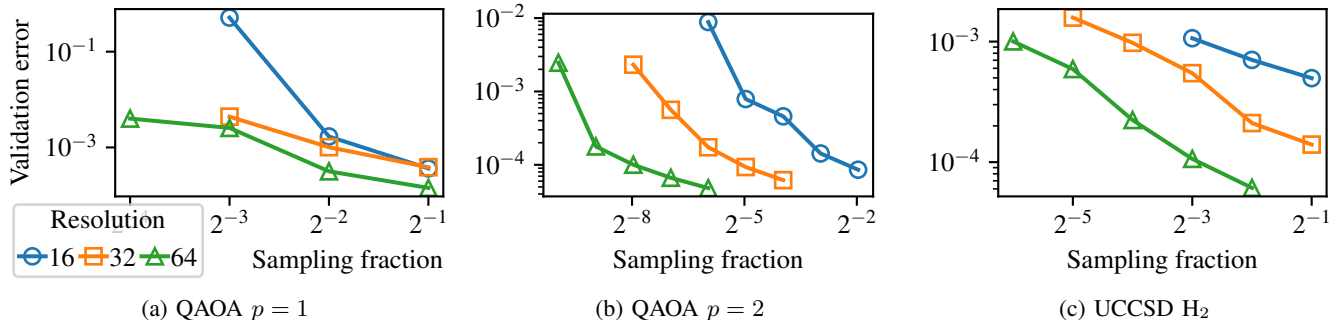 Validation error
10^{-1}
10^{-3}
2^{-3}
2^{-2}
2^{-1}
Sampling fraction
Resolution
16 32 64
(a) QAOA p = 1
10^{-2}
10^{-3}
10^{-4}
2^{-8}
2^{-5}
2^{-2}
Sampling fraction
(b) QAOA p = 2
10^{-3}
10^{-4}
2^{-5}
2^{-3}
2^{-1}
Sampling fraction
(c) UCCSD H_2